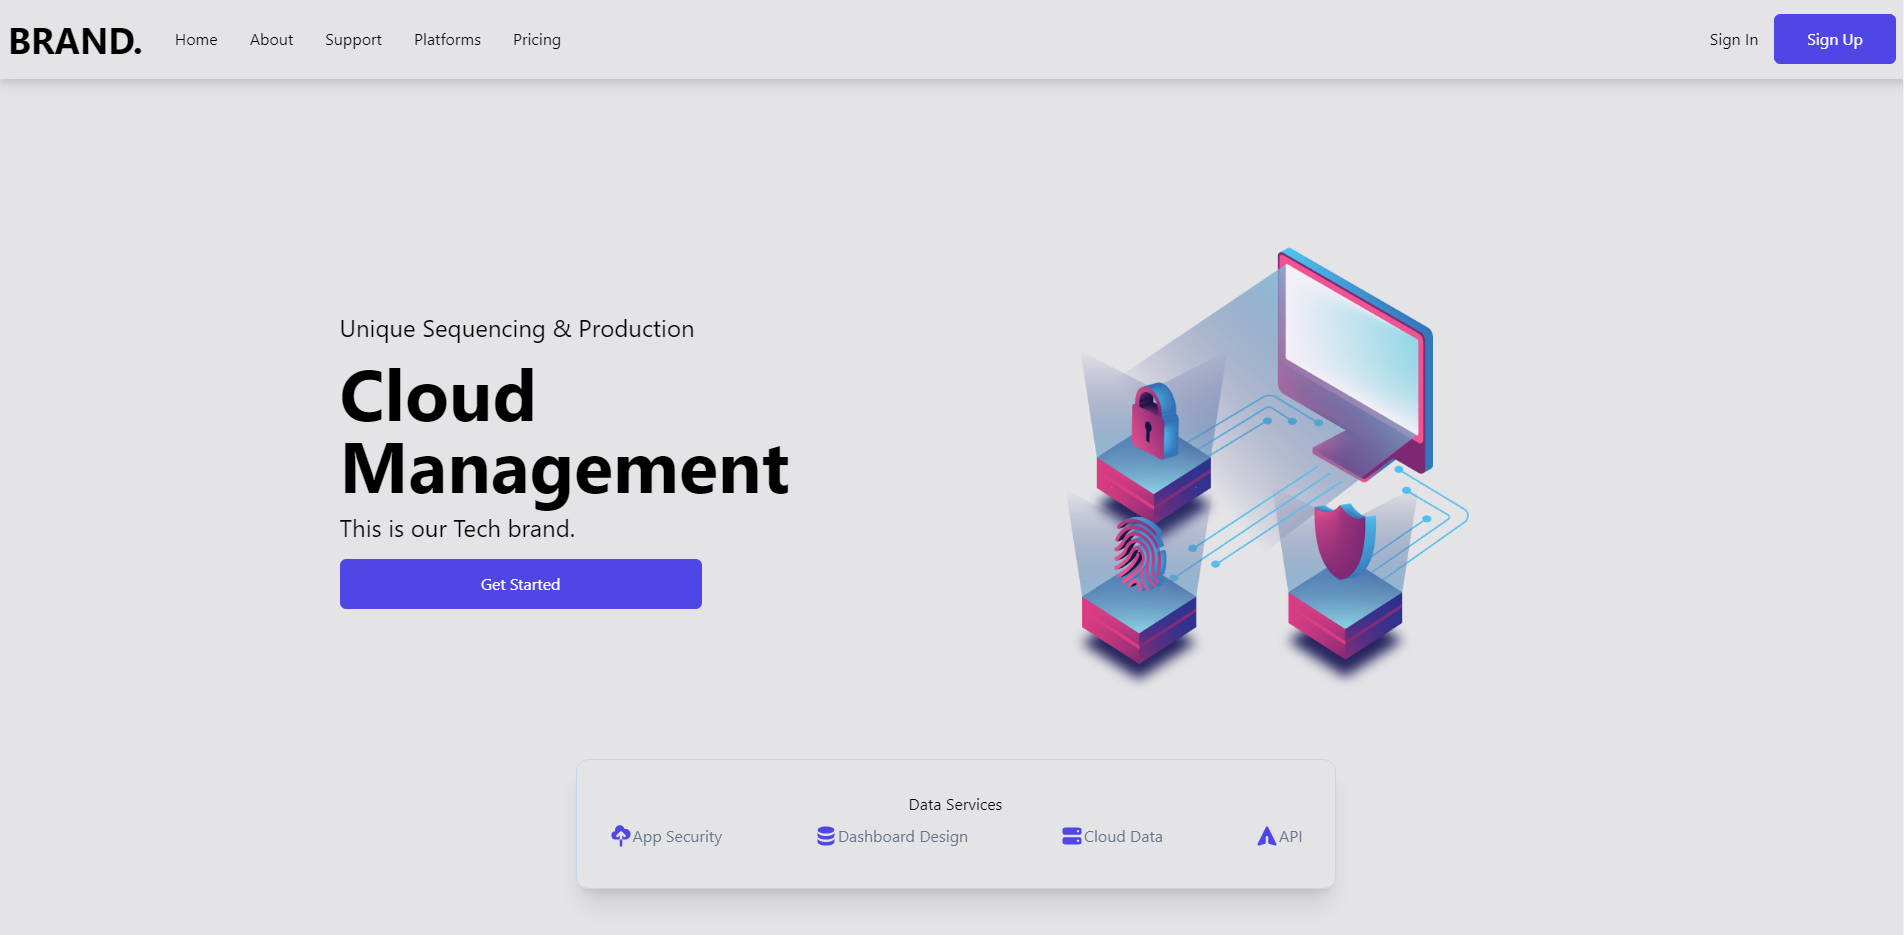 BRAND. Home About Support Platforms Pricing Sign In Sign Up
Unique Sequencing & Production
Cloud
Management
This is our Tech brand.
Get Started
Data Services
App Security Dashboard Design Cloud Data API